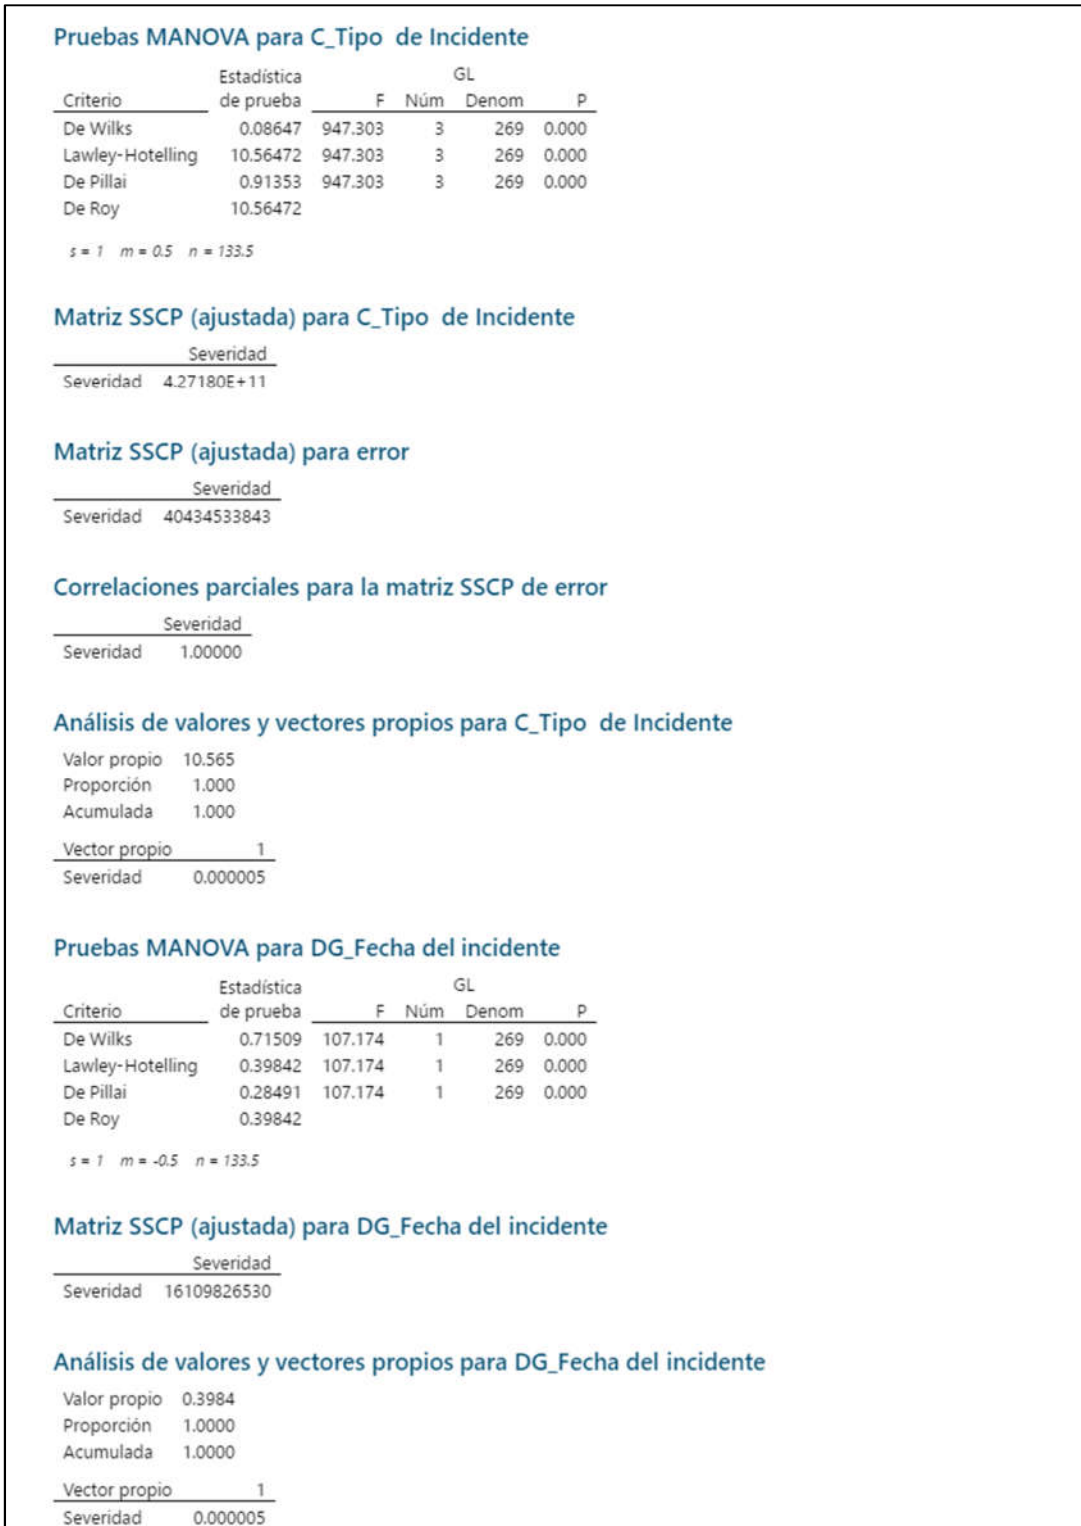 Pruebas MANOVA para C_Tipo de Incidente
Estadística GL
Criterio de prueba F Núm Denom P
De Wilks 0.08647 947.303 3 269 0.000
Lawley-Hotelling 10.56472 947.303 3 269 0.000
De Pillai 0.91353 947.303 3 269 0.000
De Roy 10.56472
s = 1 m = 0.5 n = 133.5
Matriz SSCP (ajustada) para C_Tipo de Incidente
Severidad
Severidad 4.27180E+11
Matriz SSCP (ajustada) para error
Severidad
Severidad 40434533843
Correlaciones parciales para la matriz SSCP de error
Severidad
Severidad 1.00000
Análisis de valores y vectores propios para C_Tipo de Incidente
Valor propio 10.565
Proporción 1.000
Acumulada 1.000
Vector propio 1
Severidad 0.000005
Pruebas MANOVA para DG_Fecha del incidente
Estadística GL
Criterio de prueba F Núm Denom P
De Wilks 0.71509 107.174 1 269 0.000
Lawley-Hotelling 0.39842 107.174 1 269 0.000
De Pillai 0.28491 107.174 1 269 0.000
De Roy 0.39842
s = 1 m = -0.5 n = 133.5
Matriz SSCP (ajustada) para DG_Fecha del incidente
Severidad
Severidad 16109826530
Análisis de valores y vectores propios para DG_Fecha del incidente
Valor propio 0.3984
Proporción 1.0000
Acumulada 1.0000
Vector propio 1
Severidad 0.000005